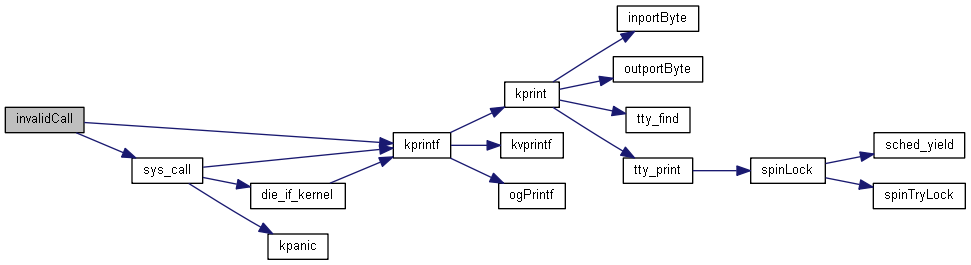 invalidCall
sys_call
die_if_kernel
kpanic
kprintf
kprint
kvprintf
ogPrintf
inportByte
outportByte
tty_find
tty_print
spinLock
sched_yield
spinTryLock